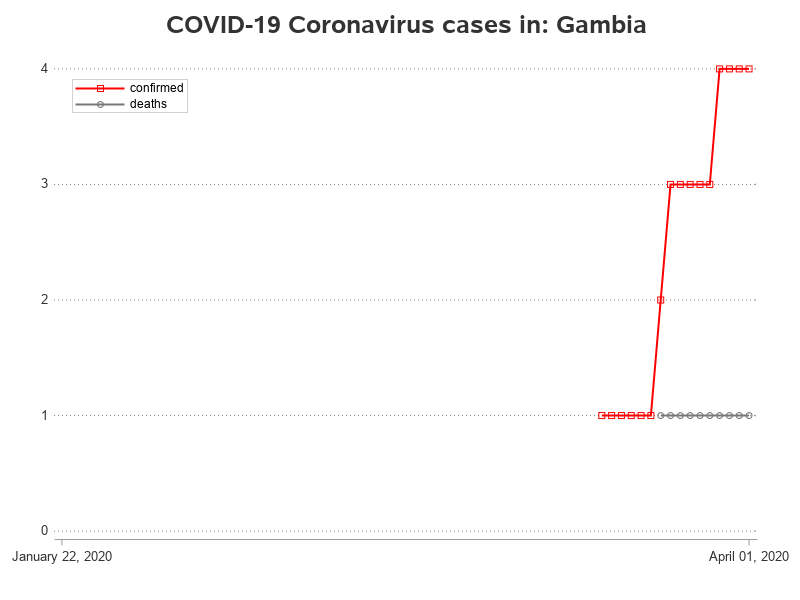 COVID-19 Coronavirus cases in: Gambia
4
confirmed
deaths
3
2
1
0
January 22, 2020
April 01, 2020